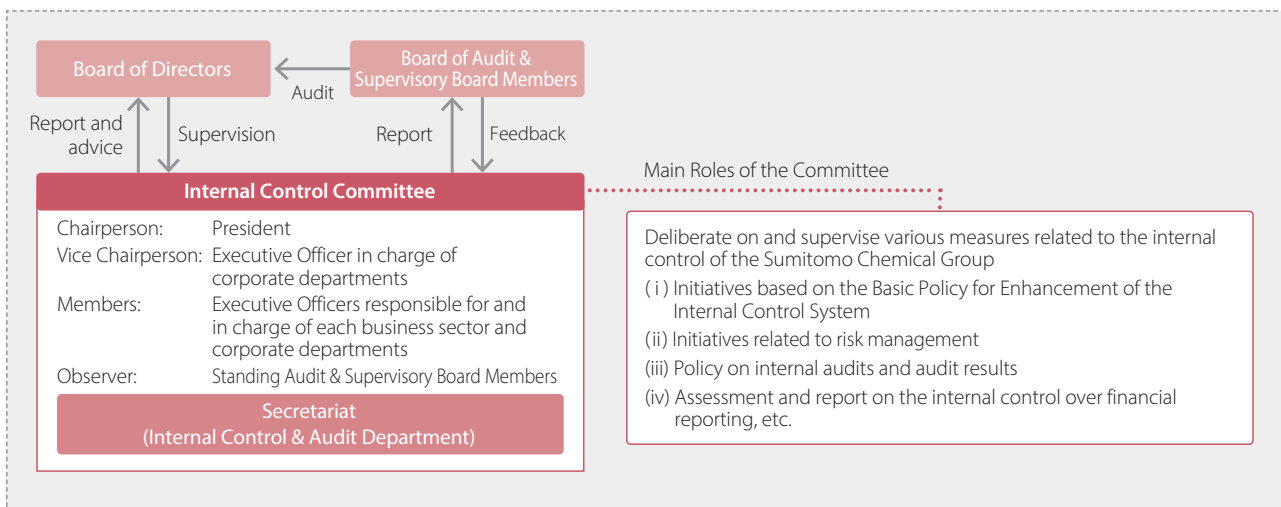 Board of Directors
Board of Audit &
Supervisory Board Members
Audit
Report and
advice
Supervision
Report
Feedback
Internal Control Committee
Chairperson: President
Vice Chairperson: Executive Officer in charge of
corporate departments
Members: Executive Officers responsible for and
in charge of each business sector and
corporate departments
Observer: Standing Audit & Supervisory Board Members
Secretariat
(Internal Control & Audit Department)
Main Roles of the Committee
Deliberate on and supervise various measures related to the internal
control of the Sumitomo Chemical Group
( i ) Initiatives based on the Basic Policy for Enhancement of the
Internal Control System
(ii) Initiatives related to risk management
(iii) Policy on internal audits and audit results
(iv) Assessment and report on the internal control over financial
reporting, etc.